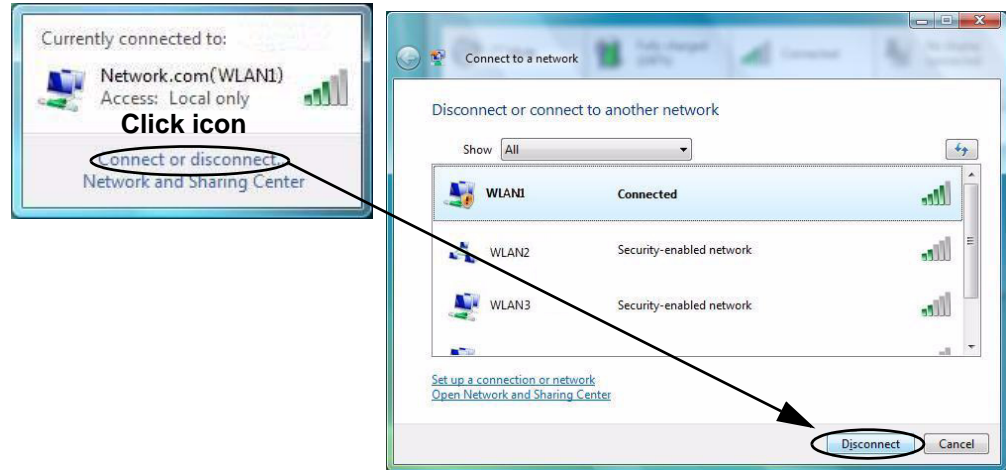 Currently connected to:
Network.com(WLAN1)
Access: Local only
Click icon
Connect or disconnect...
Network and Sharing Center
Connect to a network
Disconnect or connect to another network
Show All
WLAN1 Connected
WLAN2 Security-enabled network
WLAN3 Security-enabled network
Set up a connection or network
Open Network and Sharing Center
Disconnect Cancel